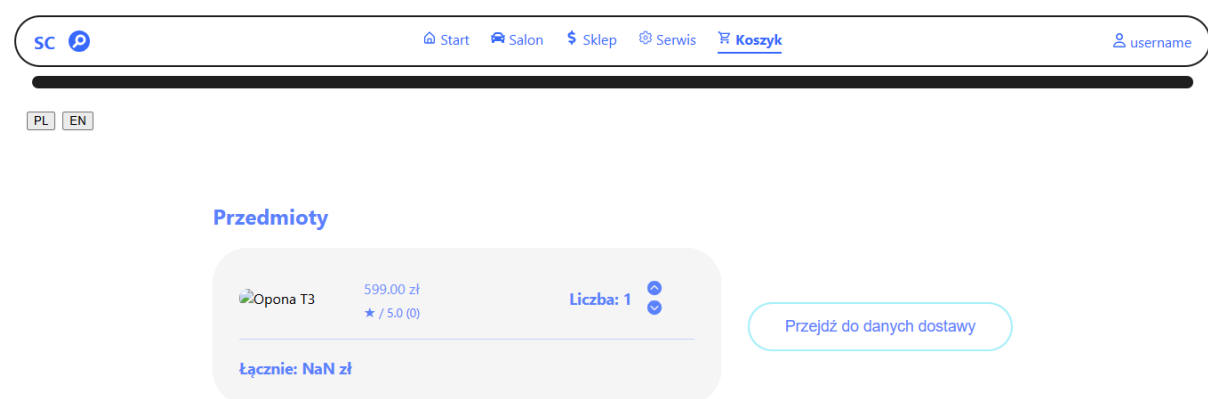 SC
Start Salon $ Sklep Serwis Koszyk
username
PL EN
Przedmioty
Opona T3
599.00 zł
★ / 5.0 (0)
Liczba: 1
Łącznie: NaN zł
Przejdź do danych dostawy